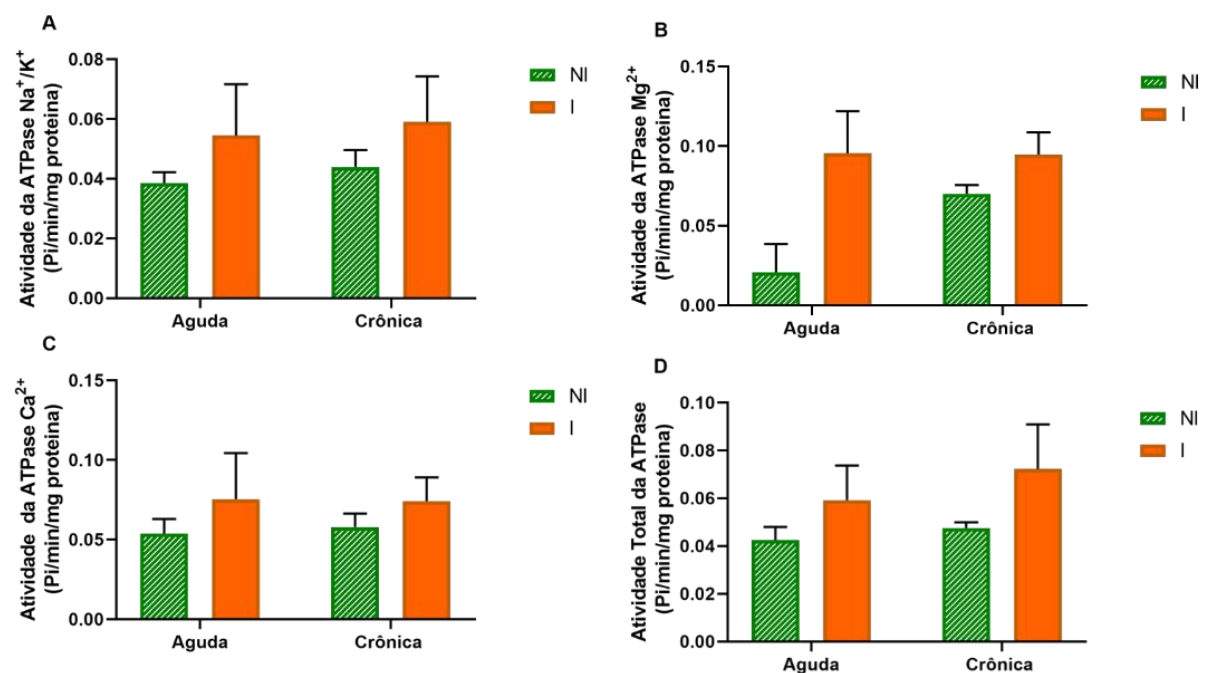 A
Atividade da ATPase Na⁺/K⁺
(Pi/min/mg proteina)
0.08
0.06
0.04
0.02
0.00
Aguda
Crônica
NI
I
B
Atividade da ATPase Mg²⁺
(Pi/min/mg proteina)
0.15
0.10
0.05
0.00
Aguda
Crônica
NI
I
C
Atividade da ATPase Ca²⁺
(Pi/min/mg proteina)
0.15
0.10
0.05
0.00
Aguda
Crônica
NI
I
D
Atividade Total da ATPase
(Pi/min/mg proteina)
0.10
0.08
0.06
0.04
0.02
0.00
Aguda
Crônica
NI
I